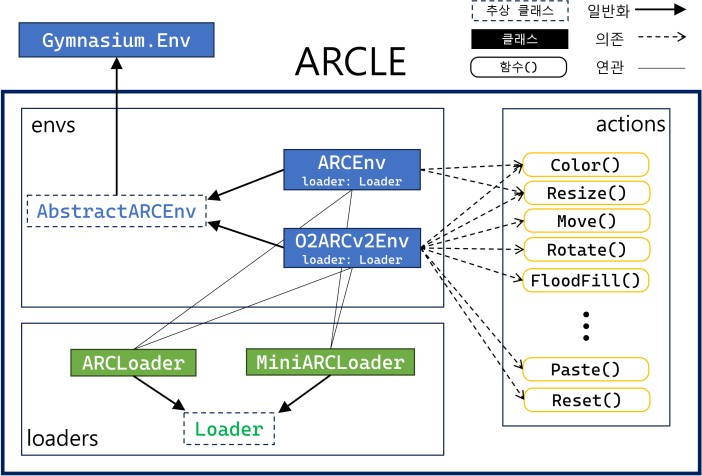 추상 클래스
일반화
Gymnasium.Env
클래스
의존
ARCLE
함수()
연관
envs
actions
ARCEnv
loader: Loader
Color()
Resize()
AbstractARCEnv
Move()
O2ARCv2Env
loader: Loader
Rotate()
FloodFill()
ARCLoader
MiniARCLoader
Paste()
Reset()
Loader
loaders